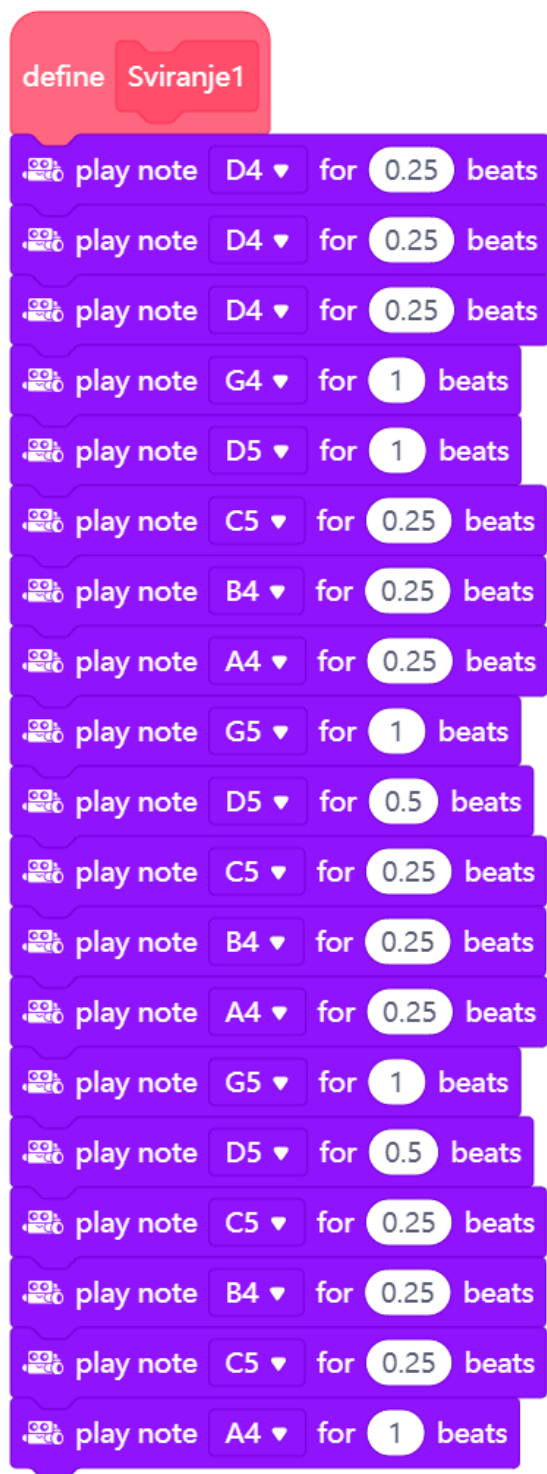 define Sviranje1
play note D4 for 0.25 beats
play note D4 for 0.25 beats
play note D4 for 0.25 beats
play note G4 for 1 beats
play note D5 for 1 beats
play note C5 for 0.25 beats
play note B4 for 0.25 beats
play note A4 for 0.25 beats
play note G5 for 1 beats
play note D5 for 0.5 beats
play note C5 for 0.25 beats
play note B4 for 0.25 beats
play note A4 for 0.25 beats
play note G5 for 1 beats
play note D5 for 0.5 beats
play note C5 for 0.25 beats
play note B4 for 0.25 beats
play note C5 for 0.25 beats
play note A4 for 1 beats